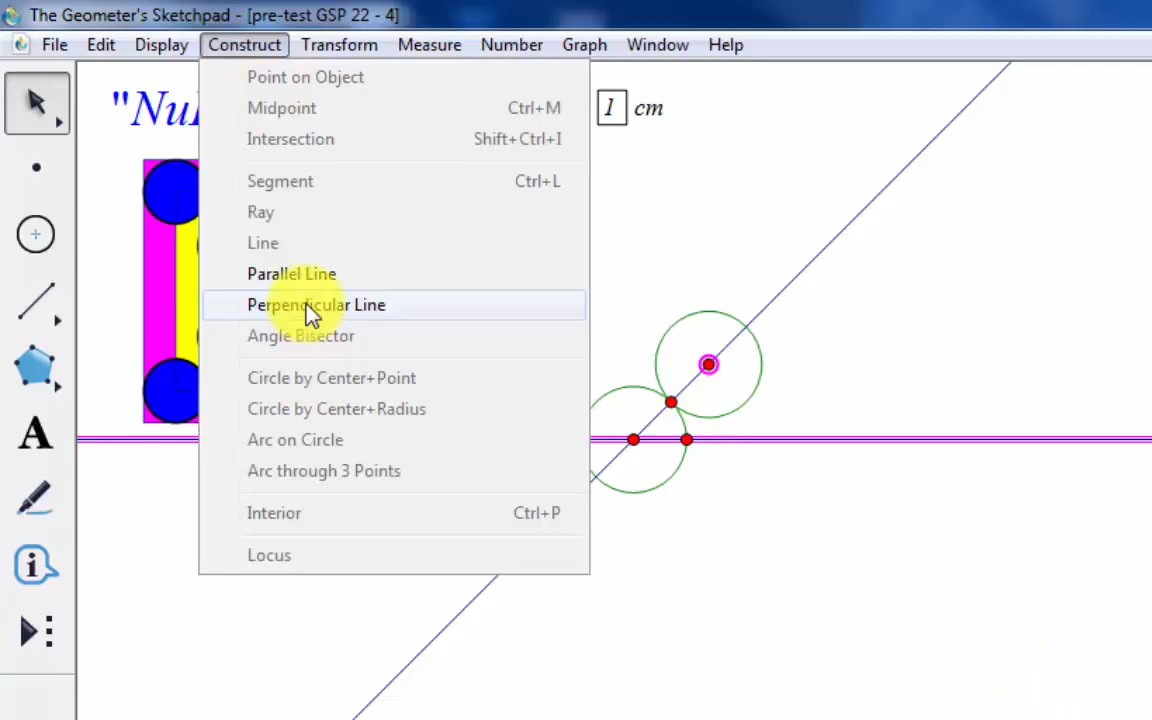 The Geometer's Sketchpad - [pre-test GSP 22 - 4]
File Edit Display Construct Transform Measure Number Graph Window Help
Point on Object
Midpoint Ctrl+M
Intersection Shift+Ctrl+I
Segment Ctrl+L
Ray
Line
Parallel Line
Perpendicular Line
Angle Bisector
Circle by Center+Point
Circle by Center+Radius
Arc on Circle
Arc through 3 Points
Interior Ctrl+P
Locus
1 cm
A